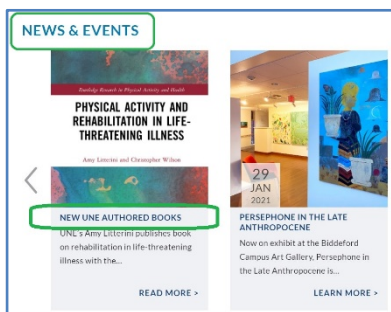 NEWS & EVENTS
Routledge Research in Physical Activity and Health
PHYSICAL ACTIVITY AND
REHABILITATION IN LIFE-
THREATENING ILLNESS
Amy Litterini and Christopher Wilson
NEW UNE AUTHORED BOOKS
UNE's Amy Litterini publishes book
on rehabilitation in life-threatening
illness with the...
READ MORE >
29
JAN
2021
PERSEPHONE IN THE LATE
ANTHROPOCENE
Now on exhibit at the Biddeford
Campus Art Gallery, Persephone in
the Late Anthropocene is...
LEARN MORE >